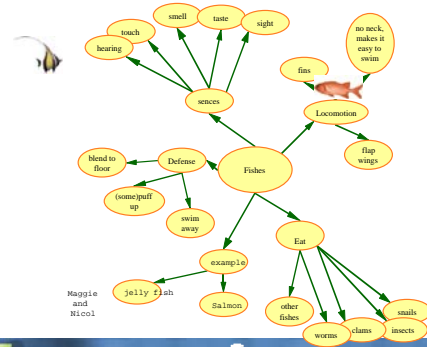 smell
taste
sight
touch
hearing
sences
no neck,
makes it
easy to
swim
fins
Locomotion
flap
wings
blend to
floor
Defense
(some)puff
up
swim
away
Fishes
example
jelly fish
Salmon
Eat
other
fishes
worms
clams
insects
snails
Maggie
and
Nicol